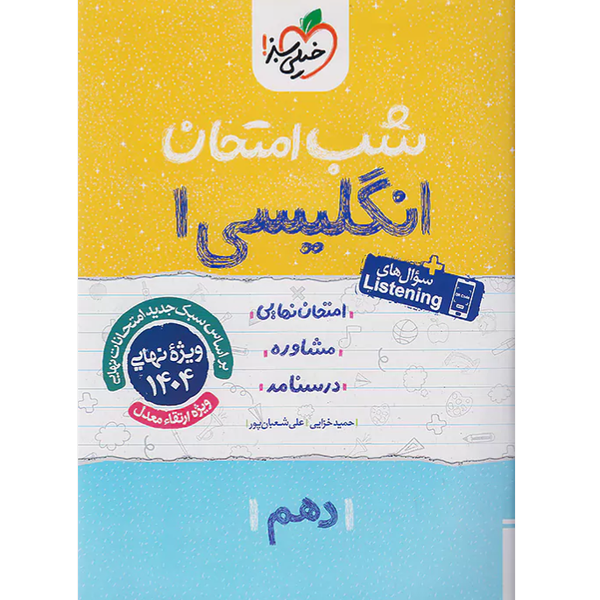 خیلی سبز!
شب امتحان
انگلیسی ۱
+
سؤال‌های
Listening
امتحان نهایی
مشاوره
درسنامه
حمید خزایی | علی شعبان‌پور
بر اساس سبک جدید امتحانات نهایی
ویژهٔ نهایی
۱۴۰۴
ویژه ارتقاء معدل
دهم